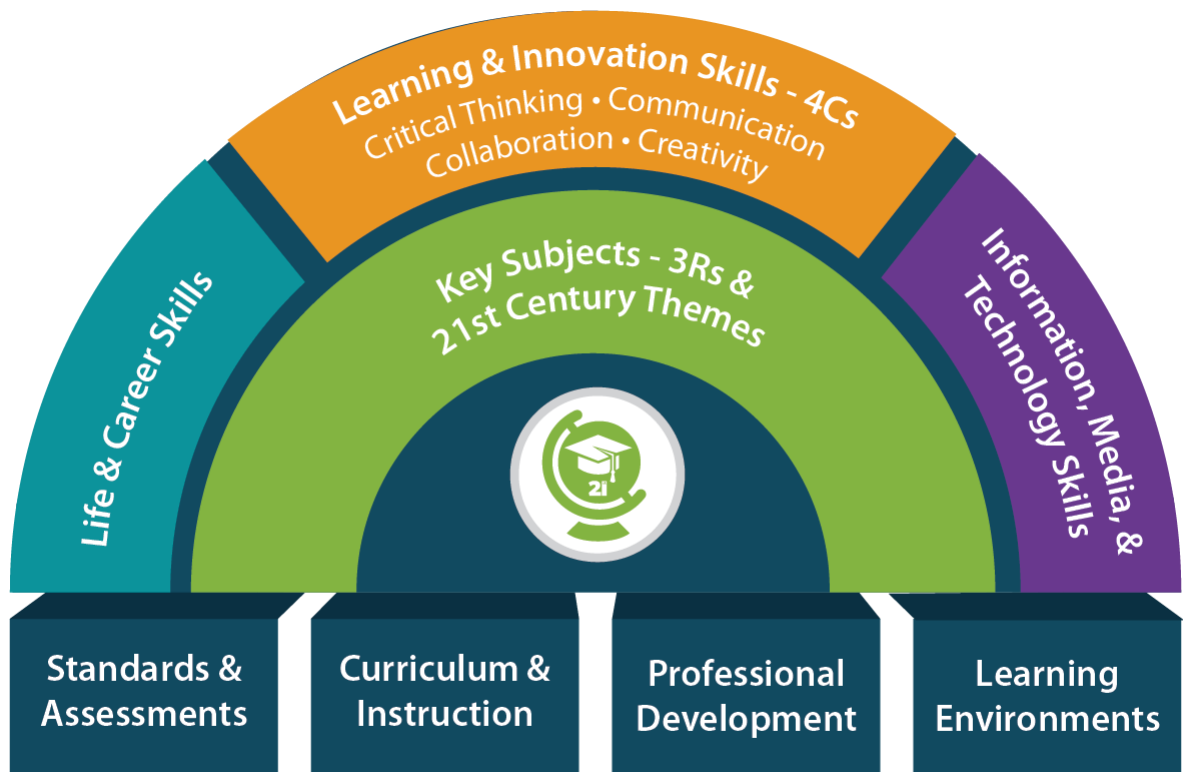 Learning & Innovation Skills - 4Cs
Critical Thinking • Communication
Collaboration • Creativity
Life & Career Skills
Key Subjects - 3Rs &
21st Century Themes
Information, Media, &
Technology Skills
2i
Standards &
Assessments
Curriculum &
Instruction
Professional
Development
Learning
Environments